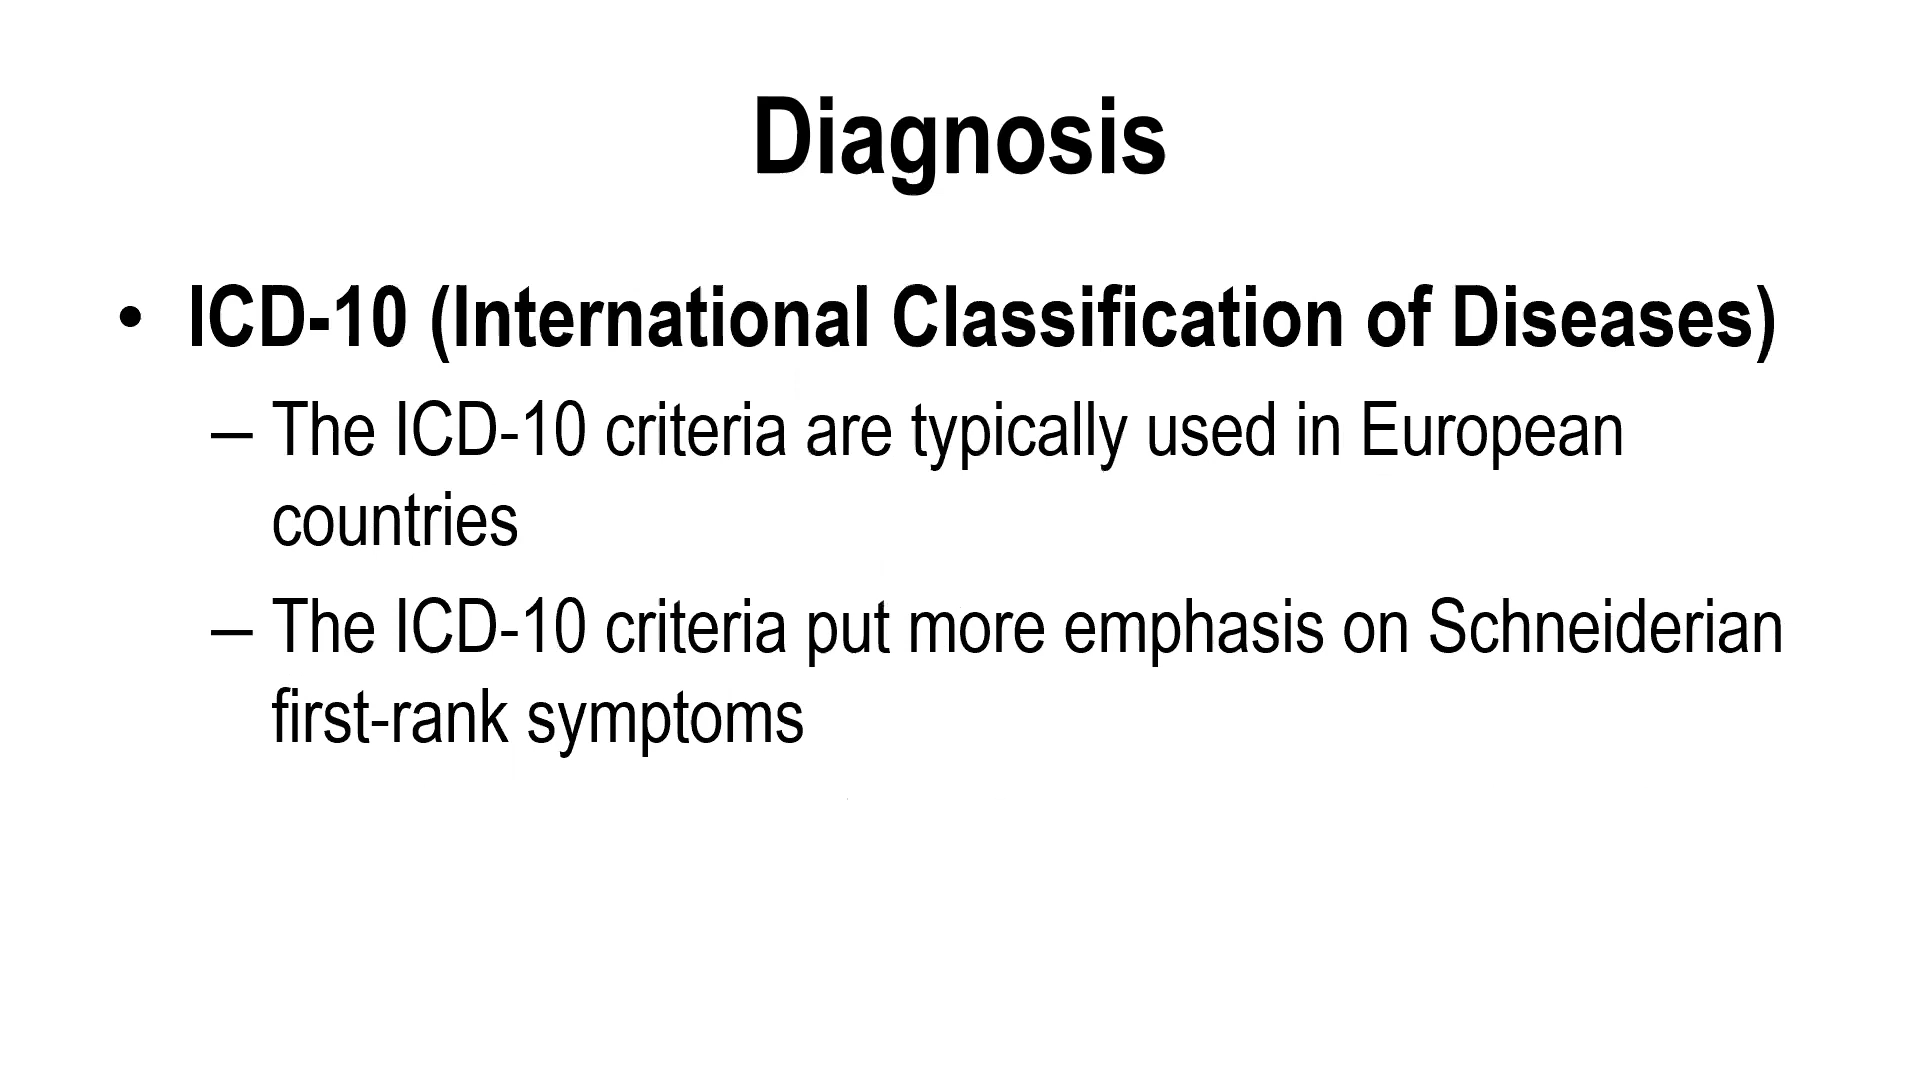 Diagnosis
• ICD-10 (International Classification of Diseases)
– The ICD-10 criteria are typically used in European
countries
– The ICD-10 criteria put more emphasis on Schneiderian
first-rank symptoms